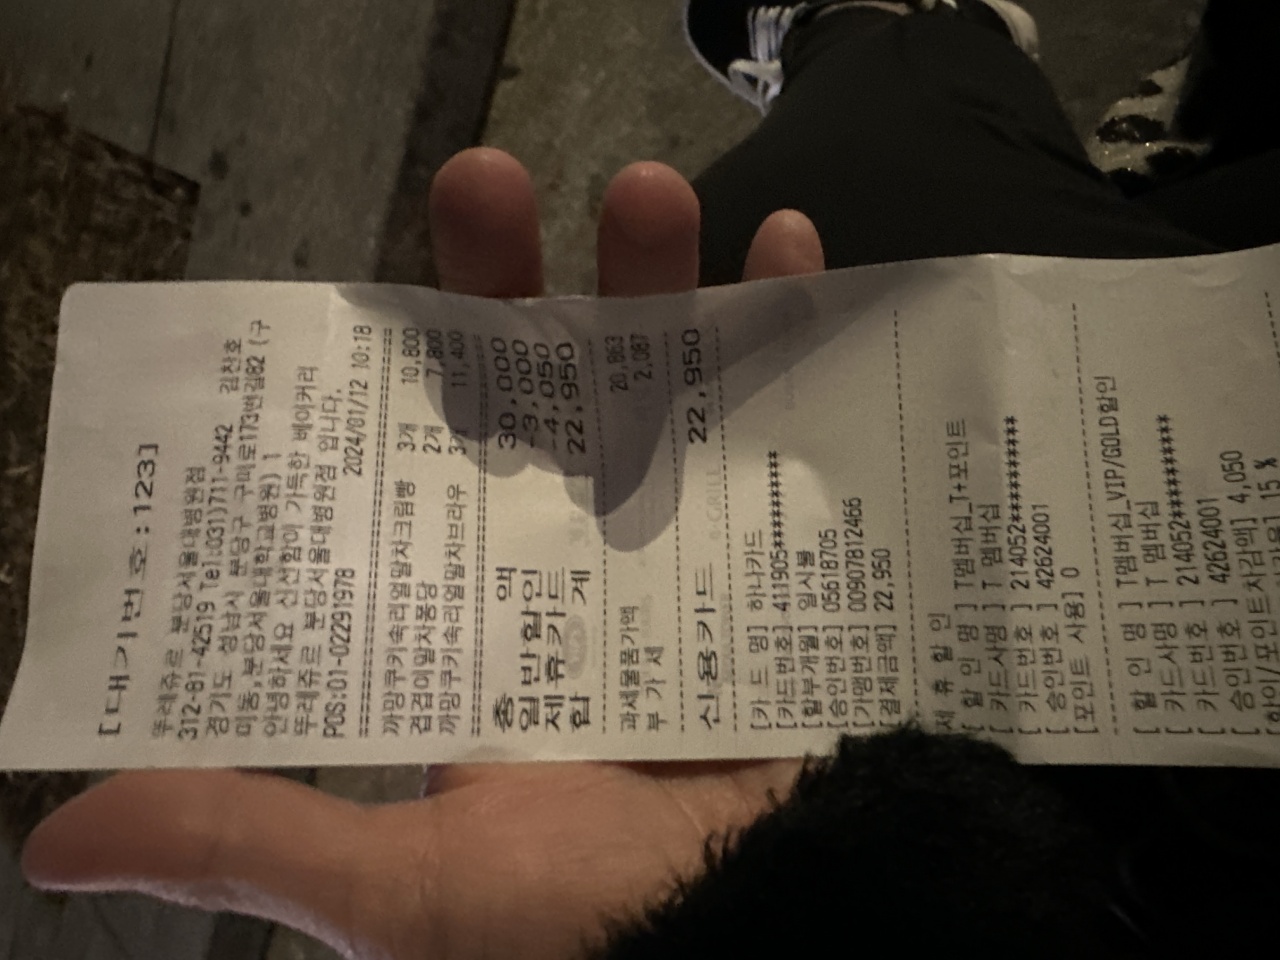 [대기번호:123]
뚜레쥬르 분당서울대병원점
312-81-42519 Tel:031)711-9442 김찬호
경기도 성남시 분당구 구미로173번길82 (구
미동,분당서울대학교병원) 1
안녕하세요 신선함이 가득한 베이커리
뚜레쥬르 분당서울대병원점 입니다.
POS:01-02291978 2024/01/12 10:18
까망쿠키속리얼말차크림빵 3개 10,800
겹겹이말차퐁당 2개 7,800
까망쿠키속리얼말차브라우 3개 11,400
총 액 30,000
일반할인 -3,000
제휴카드 -4,050
합 계 22,950
과세물품가액 20,863
부 가 세 2,087
신용카드 22,950
[카 드 명] 하나카드
[카드번호] 411905**********
[할부개월] 일시불
[승인번호] 05618705
[가맹번호] 00907812466
[결제금액] 22,950
제 휴 할 인
[ 할 인 명 ] T멤버십_T+포인트
[ 카드사명 ] T 멤버십
[ 카드번호 ] 214052**********
[ 승인번호 ] 42624001
[포인트 사용] 0
[ 할 인 명 ] T멤버십_VIP/GOLD할인
[ 카드사명 ] T 멤버십
[ 카드번호 ] 214052**********
[ 승인번호 ] 42624001
[할인/포인트차감액] 4,050
15 %